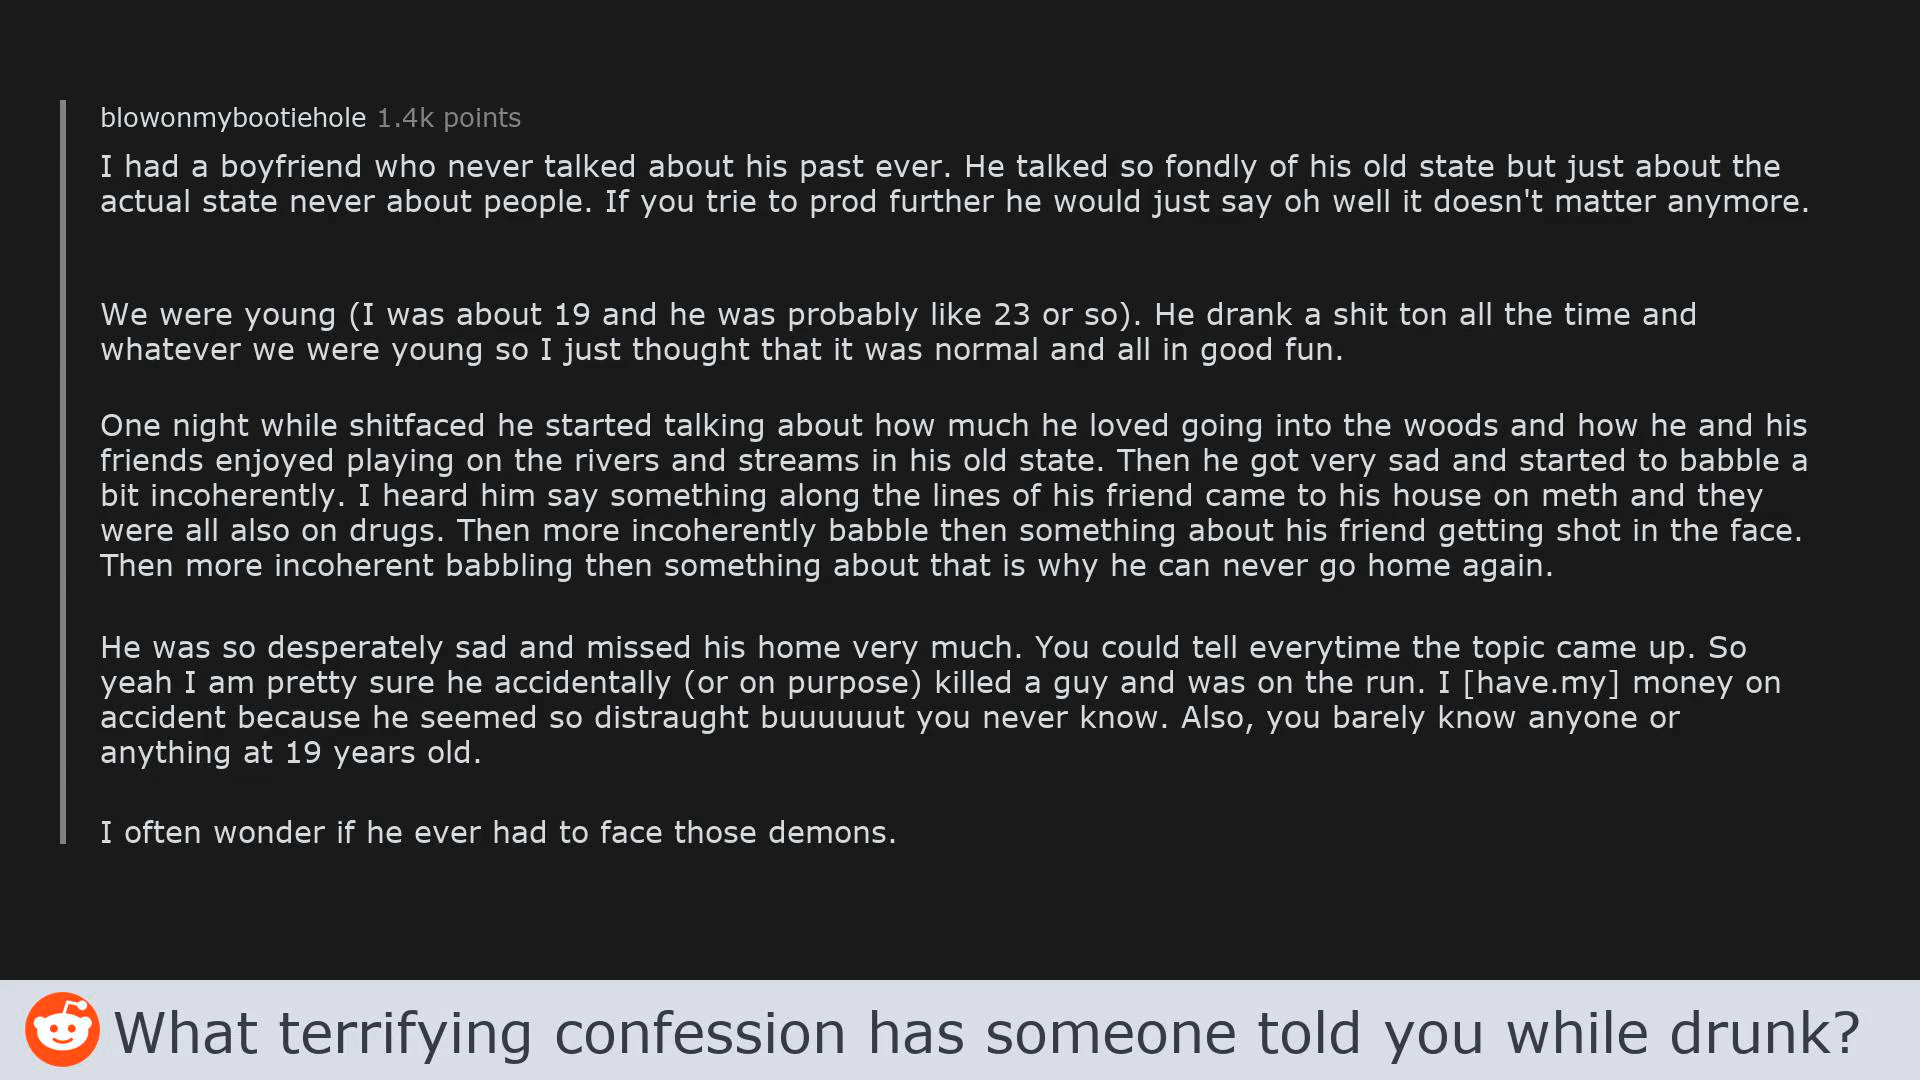 blowonmybootiehole 1.4k points
I had a boyfriend who never talked about his past ever. He talked so fondly of his old state but just about the
actual state never about people. If you trie to prod further he would just say oh well it doesn't matter anymore.
We were young (I was about 19 and he was probably like 23 or so). He drank a shit ton all the time and
whatever we were young so I just thought that it was normal and all in good fun.
One night while shitfaced he started talking about how much he loved going into the woods and how he and his
friends enjoyed playing on the rivers and streams in his old state. Then he got very sad and started to babble a
bit incoherently. I heard him say something along the lines of his friend came to his house on meth and they
were all also on drugs. Then more incoherently babble then something about his friend getting shot in the face.
Then more incoherent babbling then something about that is why he can never go home again.
He was so desperately sad and missed his home very much. You could tell everytime the topic came up. So
yeah I am pretty sure he accidentally (or on purpose) killed a guy and was on the run. I [have.my] money on
accident because he seemed so distraught buuuuuut you never know. Also, you barely know anyone or
anything at 19 years old.
I often wonder if he ever had to face those demons.
What terrifying confession has someone told you while drunk?